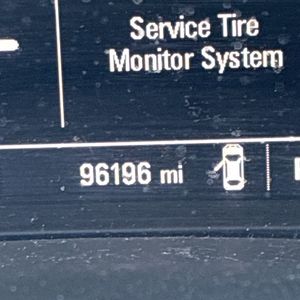 Service Tire
Monitor System
96196 mi